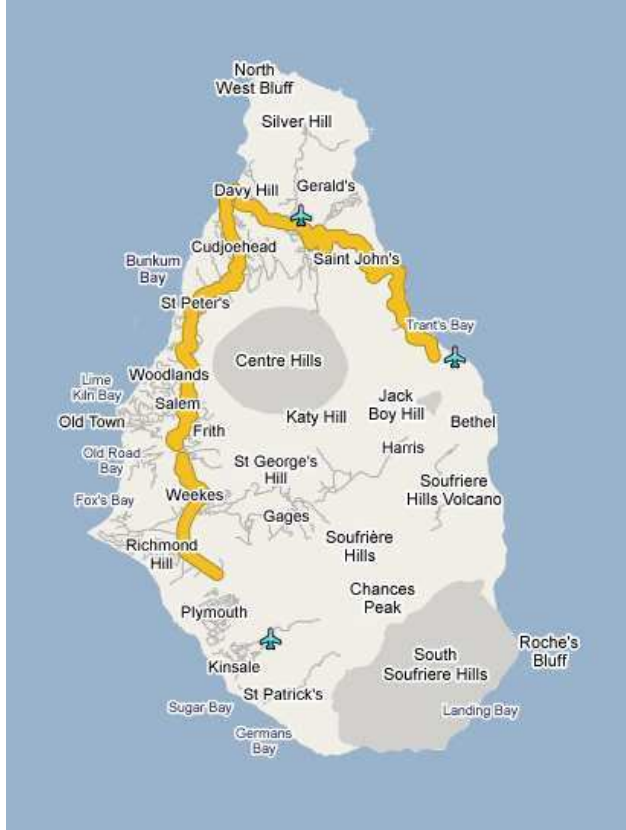 North
West Bluff
Silver Hill
Davy Hill
Gerald's
Cudjoehead
Saint John's
Bunkum
Bay
St Peter's
Trant's Bay
Centre Hills
Woodlands
Lime
Kiln Bay
Salem
Jack
Boy Hill
Old Town
Katy Hill
Bethel
Frith
Harris
Old Road
Bay
St George's
Hill
Soufriere
Hills Volcano
Fox's Bay
Weekes
Gages
Richmond
Hill
Soufrière
Hills
Chances
Peak
Plymouth
South
Soufriere Hills
Roche's
Bluff
Kinsale
St Patrick's
Sugar Bay
Landing Bay
Germans
Bay